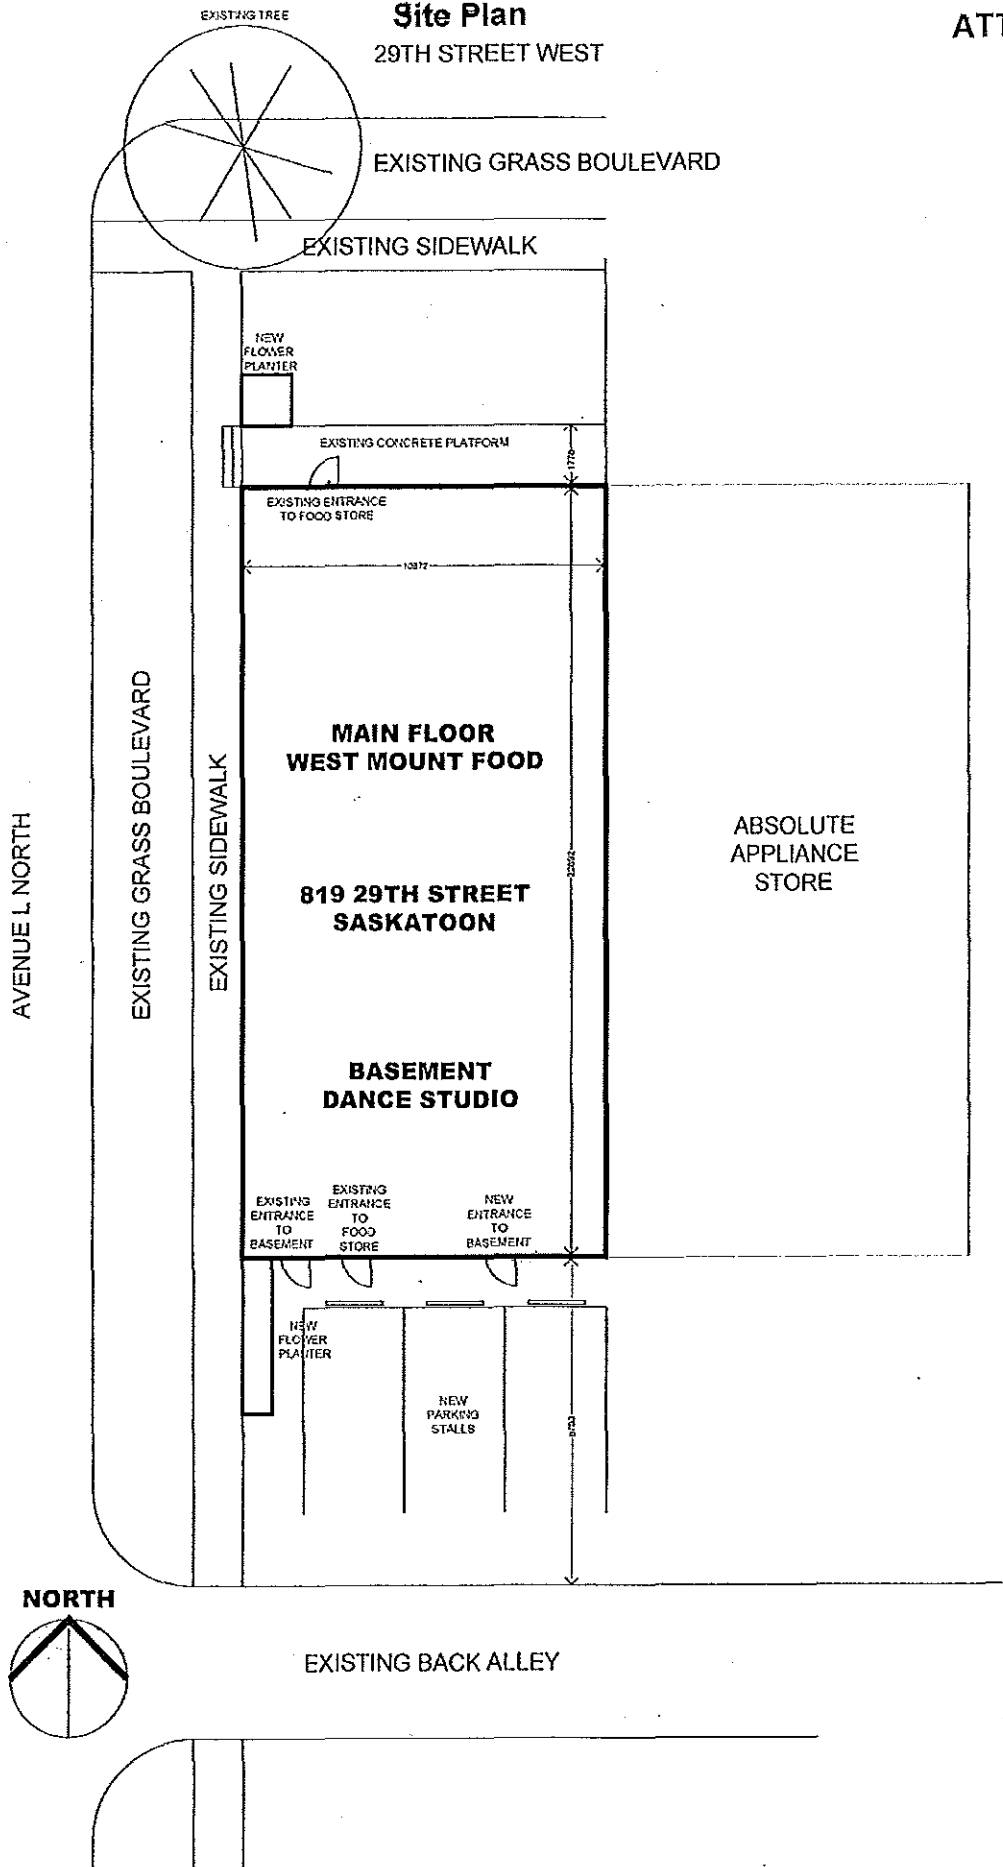 EXISTING TREE
Site Plan
29TH STREET WEST
ATT
EXISTING GRASS BOULEVARD
EXISTING SIDEWALK
NEW
FLOWER
PLANTER
EXISTING CONCRETE PLATFORM
EXISTING ENTRANCE
TO FOOD STORE
MAIN FLOOR
WEST MOUNT FOOD
819 29TH STREET
SASKATOON
BASEMENT
DANCE STUDIO
AVENUE L NORTH
EXISTING GRASS BOULEVARD
EXISTING SIDEWALK
ABSOLUTE
APPLIANCE
STORE
EXISTING
ENTRANCE
TO
BASEMENT
EXISTING
ENTRANCE
TO
FOOD
STORE
NEW
ENTRANCE
TO
BASEMENT
NEW
FLOWER
PLANTER
NEW
PARKING
STALLS
NORTH
EXISTING BACK ALLEY